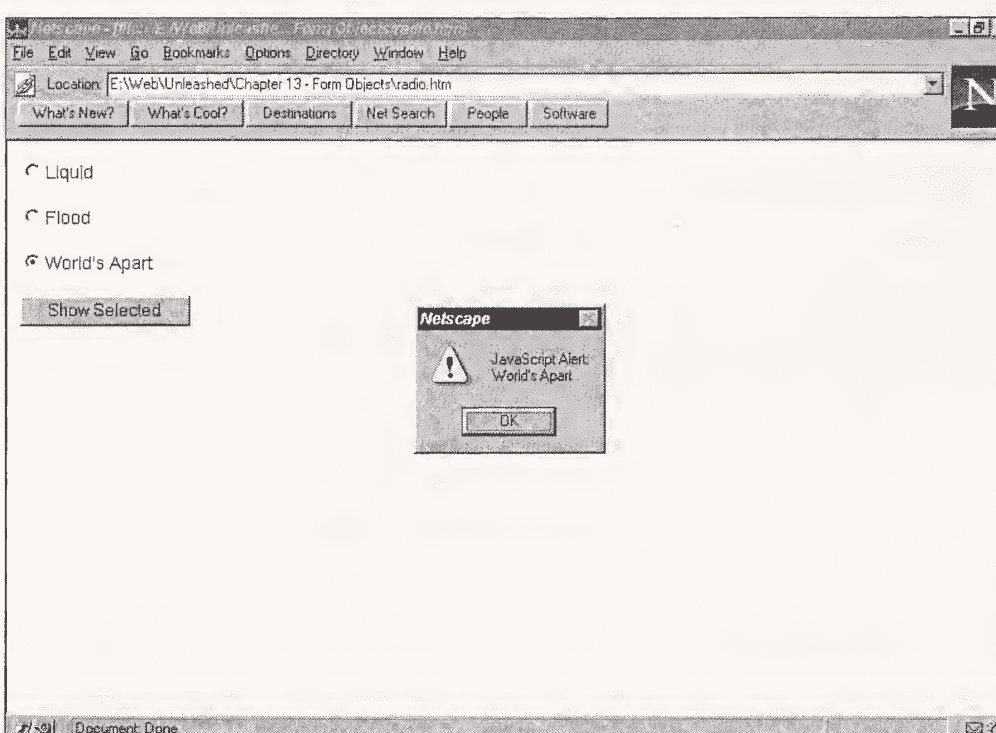 Netscape - [file:///E
File Edit View Go Bookmarks Options Directory Window Help
Location: E:\Web\Unleashed\Chapter 13 - Form Objects\radio.htm
What's New? What's Cool? Destinations Net Search People Software
N
Liquid
Flood
World's Apart
Show Selected
Netscape
JavaScript Alert:
World's Apart
OK
Document: Done